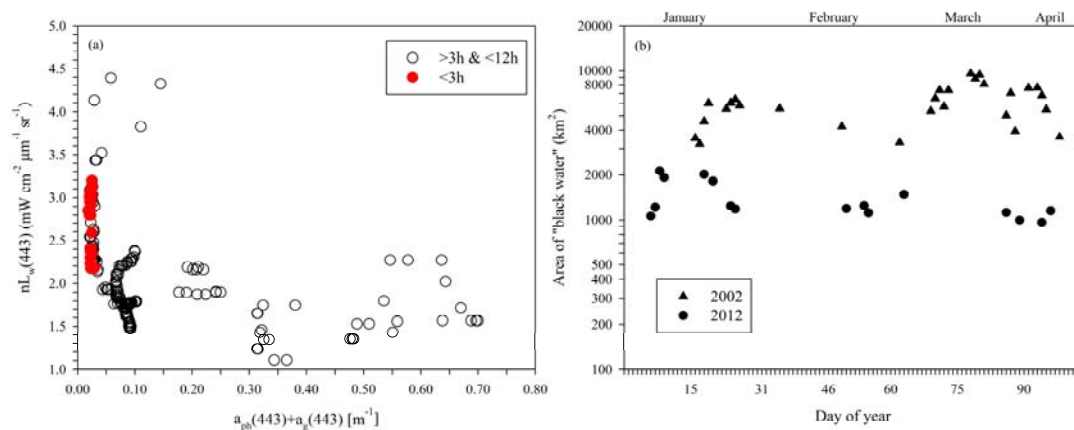 January February March April
(a)
>3h & <12h
<3h
5.0
4.5
4.0
3.5
3.0
2.5
2.0
1.5
1.0
nLw(443) (mW cm-2 µm-1 sr-1)
0.00 0.10 0.20 0.30 0.40 0.50 0.60 0.70 0.80
aph(443)+ag(443) [m-1]
(b)
20000
10000
8000
6000
4000
2000
1000
800
600
400
200
100
Area of "black water" (km2)
2002
2012
15 31 46 60 75 90
Day of year